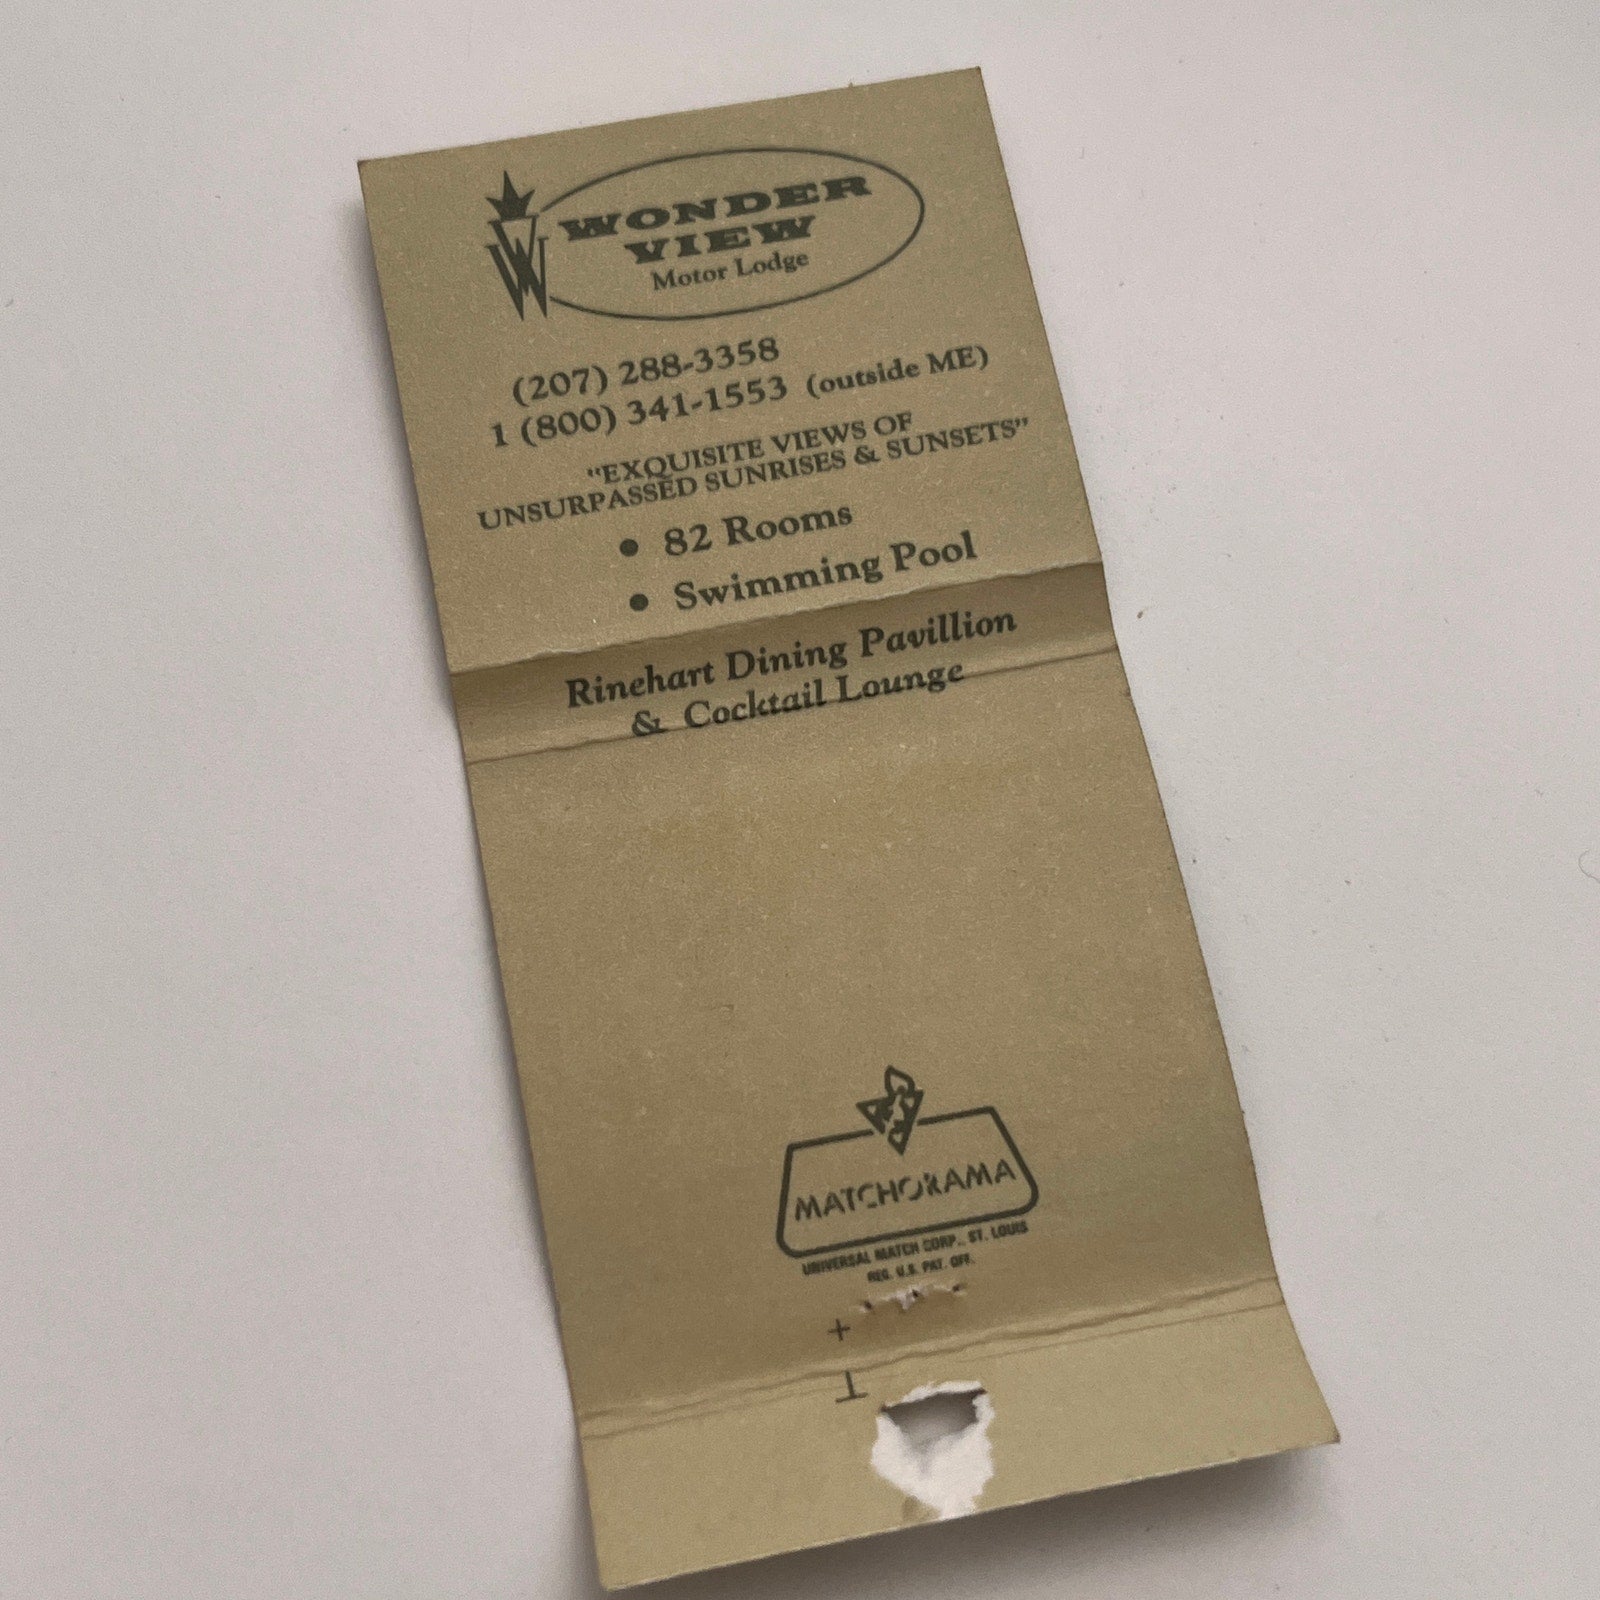 WONDER
VIEW
Motor Lodge
(207) 288-3358
1 (800) 341-1553 (outside ME)
"EXQUISITE VIEWS OF
UNSURPASSED SUNRISES & SUNSETS"
• 82 Rooms
• Swimming Pool
Rinehart Dining Pavillion
& Cocktail Lounge
MATCHORAMA
UNIVERSAL MATCH CORP., ST. LOUIS
REG. U.S. PAT. OFF.